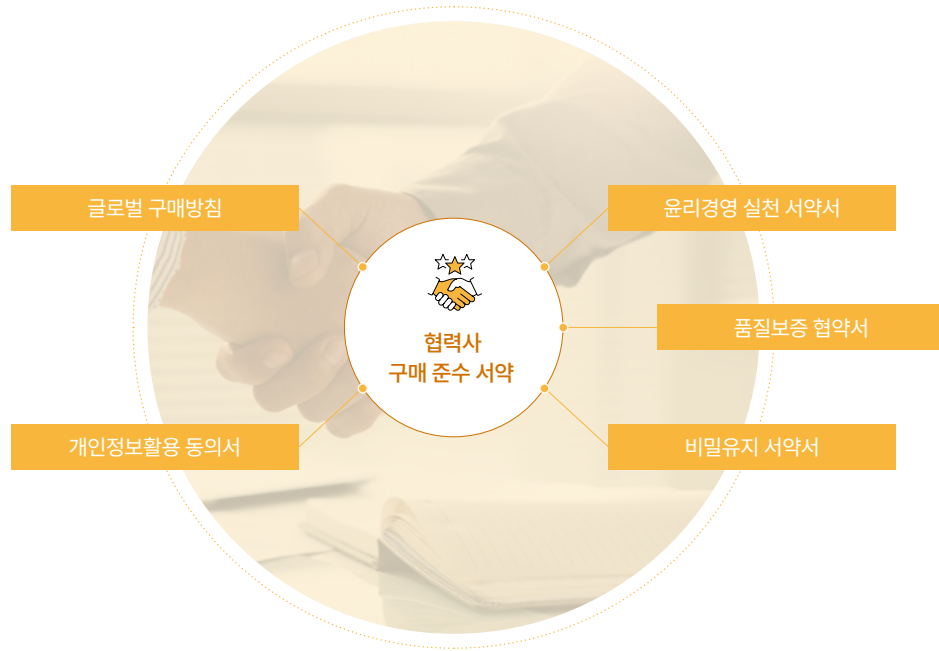 글로벌 구매방침
윤리경영 실천 서약서
협력사
구매 준수 서약
품질보증 협약서
개인정보활용 동의서
비밀유지 서약서